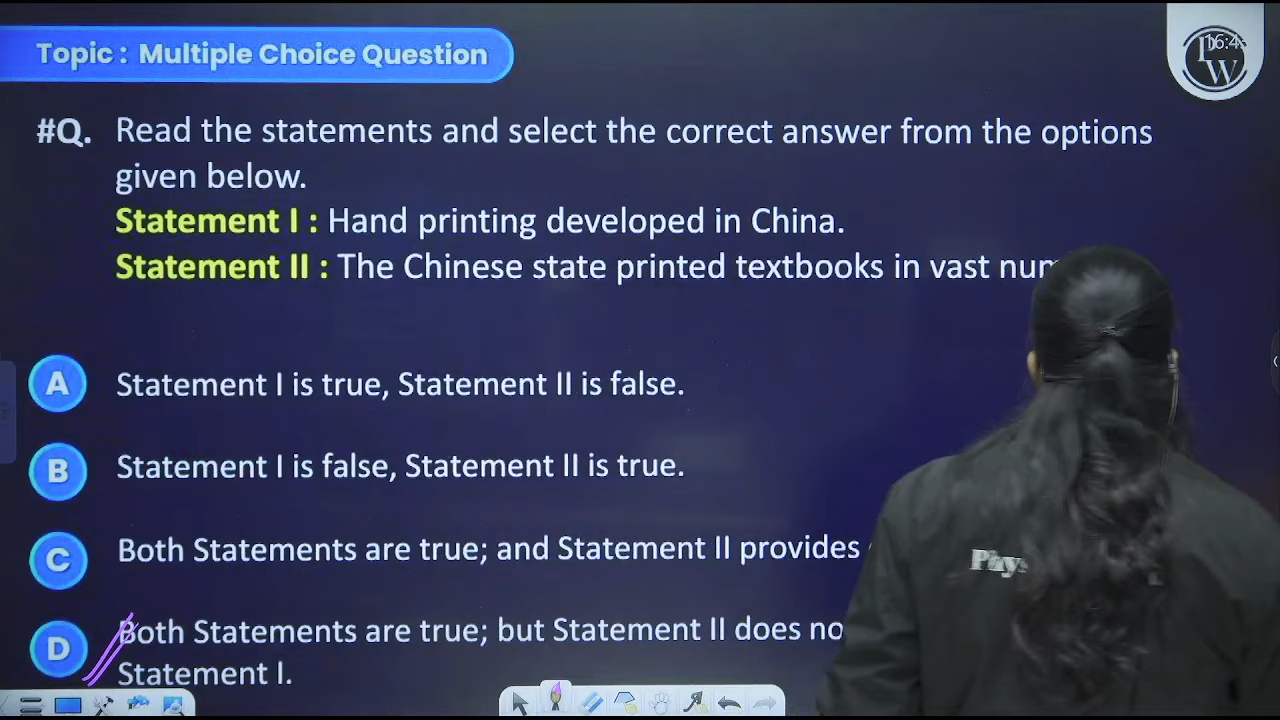 Topic : Multiple Choice Question
16:4
#Q. Read the statements and select the correct answer from the options
given below.
Statement I : Hand printing developed in China.
Statement II : The Chinese state printed textbooks in vast
A Statement I is true, Statement II is false.
B Statement I is false, Statement II is true.
C Both Statements are true; and Statement II provides
D Both Statements are true; but Statement II does
Statement I.